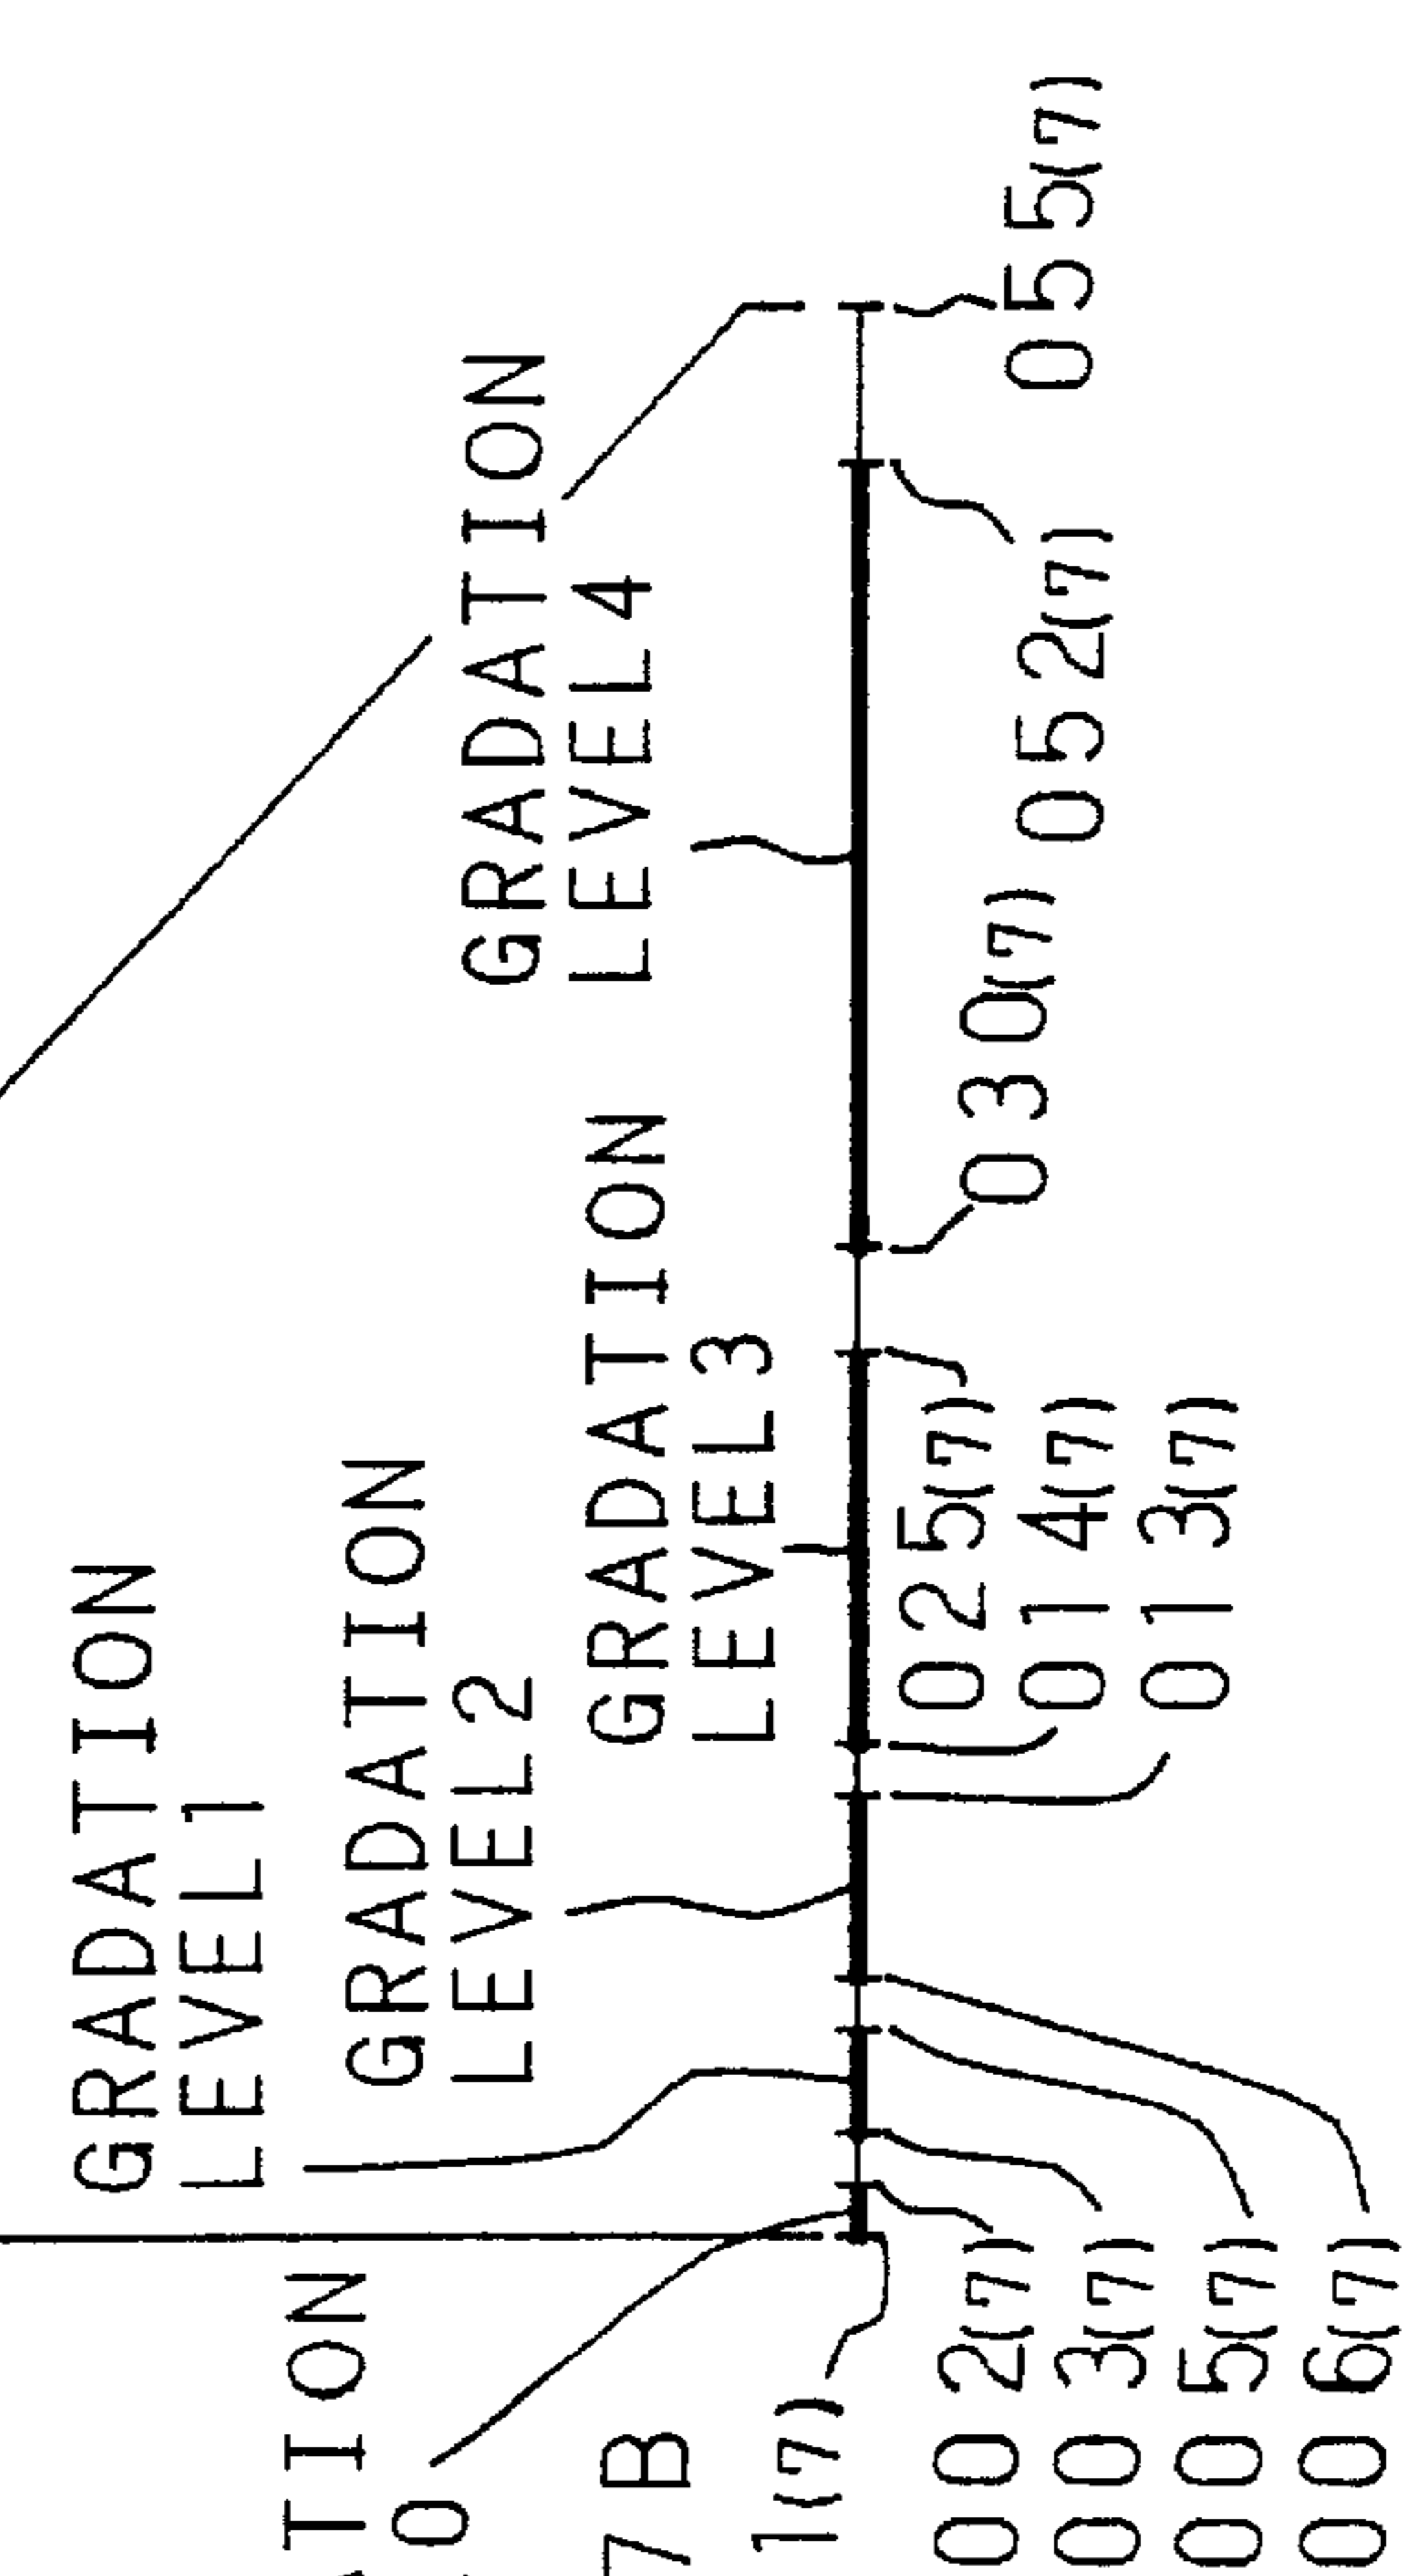 GRADATION
LEVEL1
GRADATION
LEVEL2
GRADATION
LEVEL3
GRADATION
LEVEL4
0
7B
1(7)
002(7)
003(7)
005(7)
006(7)
025(7)
014(7)
013(7)
030(7)
052(7)
055(7)